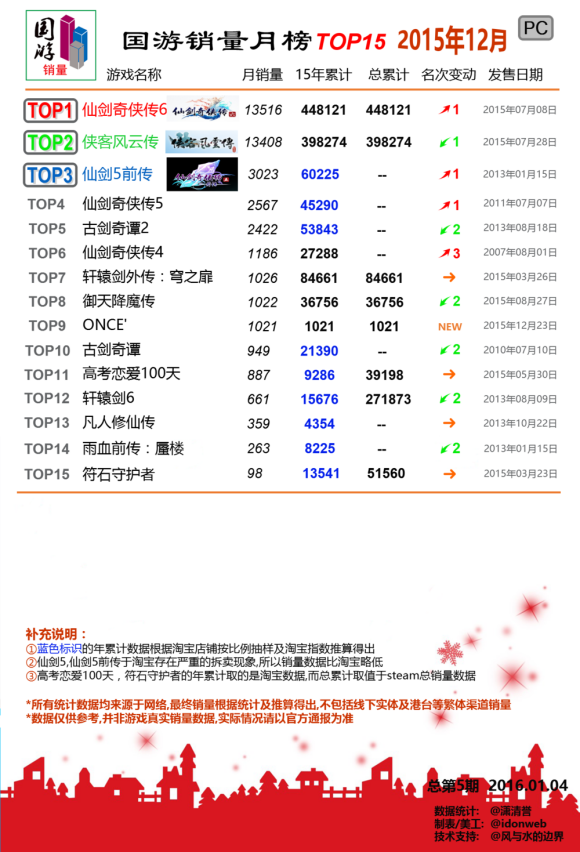 国游
销量
国游销量月榜TOP15 2015年12月 PC
游戏名称 月销量 15年累计 总累计 名次变动 发售日期
TOP1 仙剑奇侠传6 仙剑奇侠传 13516 448121 448121 1 2015年07月08日
TOP2 侠客风云传 侠客风云传 13408 398274 398274 1 2015年07月28日
TOP3 仙剑5前传 3023 60225 -- 1 2013年01月15日
TOP4 仙剑奇侠传5 2567 45290 -- 1 2011年07月07日
TOP5 古剑奇谭2 2422 53843 -- 2 2013年08月18日
TOP6 仙剑奇侠传4 1186 27288 -- 3 2007年08月01日
TOP7 轩辕剑外传：穹之扉 1026 84661 84661 2015年03月26日
TOP8 御天降魔传 1022 36756 36756 2 2015年08月27日
TOP9 ONCE' 1021 1021 1021 NEW 2015年12月23日
TOP10 古剑奇谭 949 21390 -- 2 2010年07月10日
TOP11 高考恋爱100天 887 9286 39198 2015年05月30日
TOP12 轩辕剑6 661 15676 271873 2 2013年08月09日
TOP13 凡人修仙传 359 4354 -- 2013年10月22日
TOP14 雨血前传：蜃楼 263 8225 -- 2 2013年01月15日
TOP15 符石守护者 98 13541 51560 2015年03月23日
补充说明：
①蓝色标识的年累计数据根据淘宝店铺按比例抽样及淘宝指数推算得出
②仙剑5,仙剑5前传于淘宝存在严重的拆卖现象,所以销量数据比淘宝略低
③高考恋爱100天，符石守护者的年累计取的是淘宝数据,而总累计取值于steam总销量数据
*所有统计数据均来源于网络,最终销量根据统计及推算得出,不包括线下实体及港台等繁体渠道销量
*数据仅供参考,并非游戏真实销量数据,实际情况请以官方通报为准
总第5期 2016.01.04
数据统计: @潇清誉
制表/美工: @idonweb
技术支持: @风与水的边界